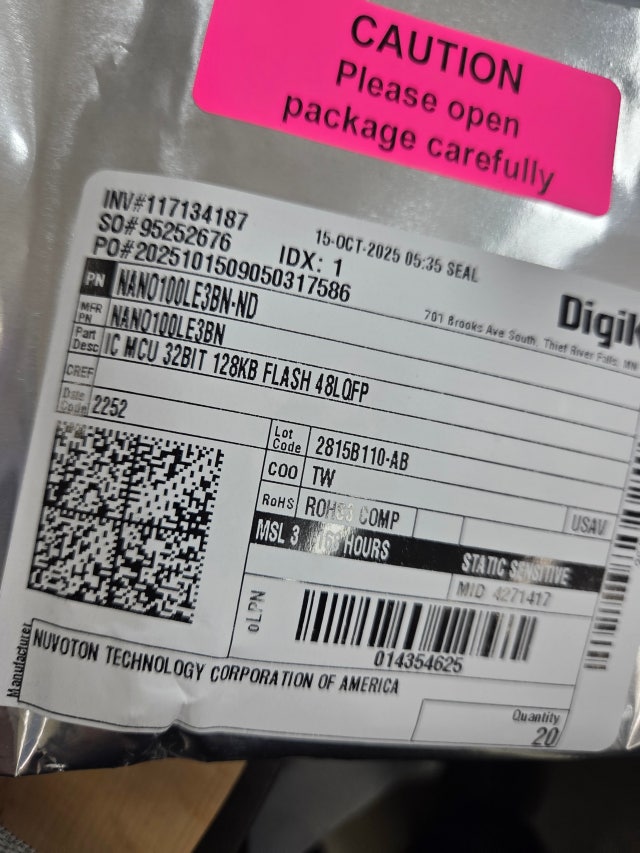 CAUTION
Please open
package carefully
INV#117134187
SO#95252676
PO#2025101509050317586
IDX: 1
15-OCT-2025 05:35 SEAL
701 Brooks Ave South, Thief River Falls, MN
PN NANO100LE3BN-ND
MFR PN NANO100LE3BN
Part Desc IC MCU 32BIT 128KB FLASH 48LQFP
CREF
Date Code 2252
Lot Code 2815B110-AB
COO TW
RoHS COMP
USAV
MSL 3 168 HOURS STATIC SENSITIVE
MID 4271417
oLPN
014354625
Manufacturer
NUVOTON TECHNOLOGY CORPORATION OF AMERICA
Quantity
20